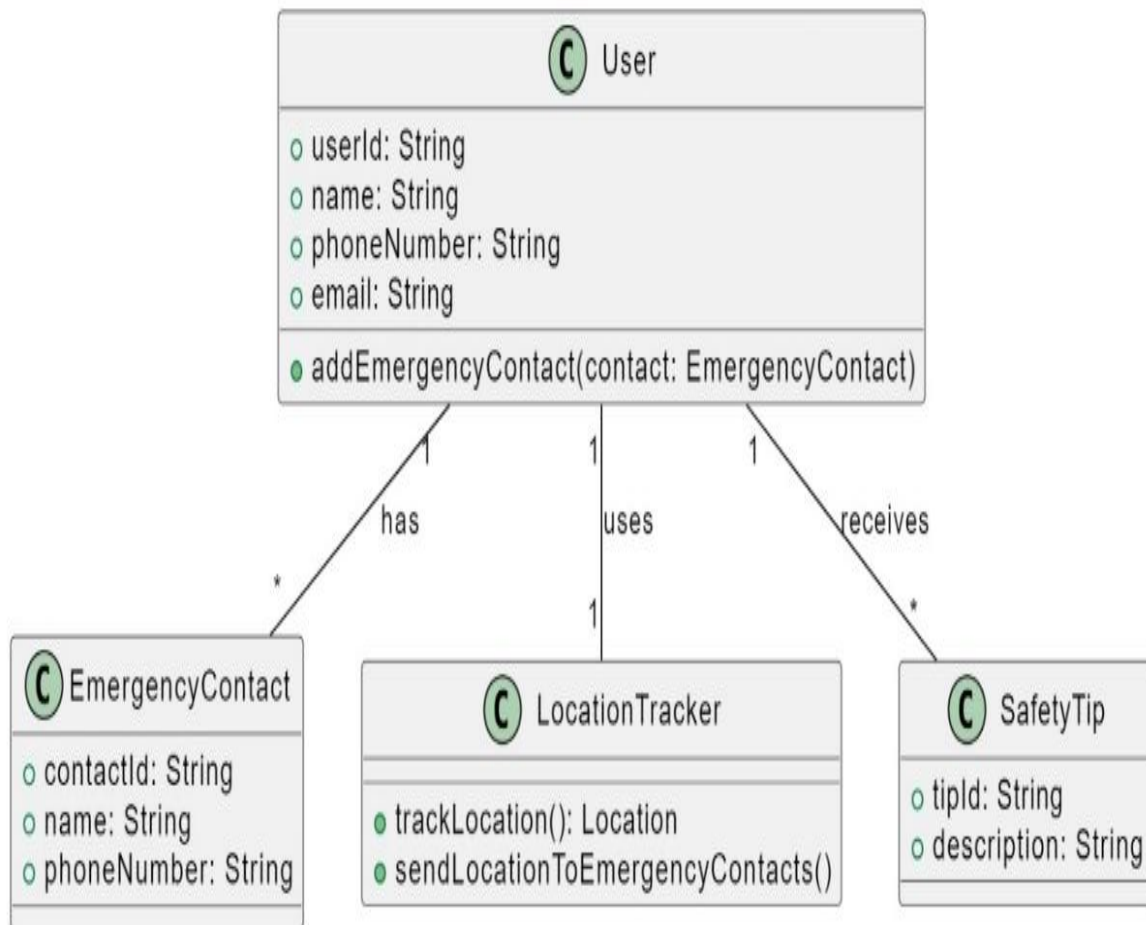 C User
userId: String
name: String
phoneNumber: String
email: String
addEmergencyContact(contact: EmergencyContact)
1
1
1
has
uses
receives
*
1
*
C EmergencyContact
contactId: String
name: String
phoneNumber: String
C LocationTracker
trackLocation(): Location
sendLocationToEmergencyContacts()
C SafetyTip
tipId: String
description: String